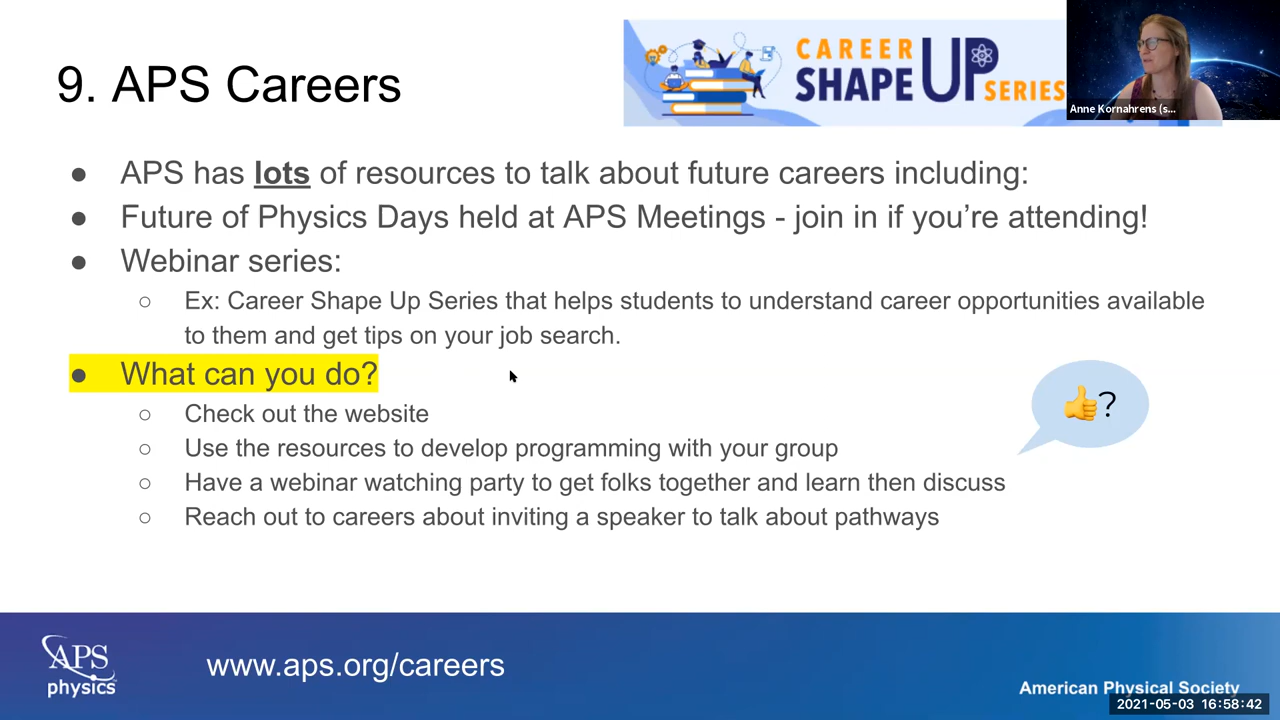 9. APS Careers
CAREER
SHAPE UP SERIES
Anne Kornahrens (s...
● APS has lots of resources to talk about future careers including:
● Future of Physics Days held at APS Meetings - join in if you're attending!
● Webinar series:
○ Ex: Career Shape Up Series that helps students to understand career opportunities available
to them and get tips on your job search.
● What can you do?
○ Check out the website
👍?
○ Use the resources to develop programming with your group
○ Have a webinar watching party to get folks together and learn then discuss
○ Reach out to careers about inviting a speaker to talk about pathways
APS
physics
www.aps.org/careers
American Physical Society
2021-05-03 16:58:42